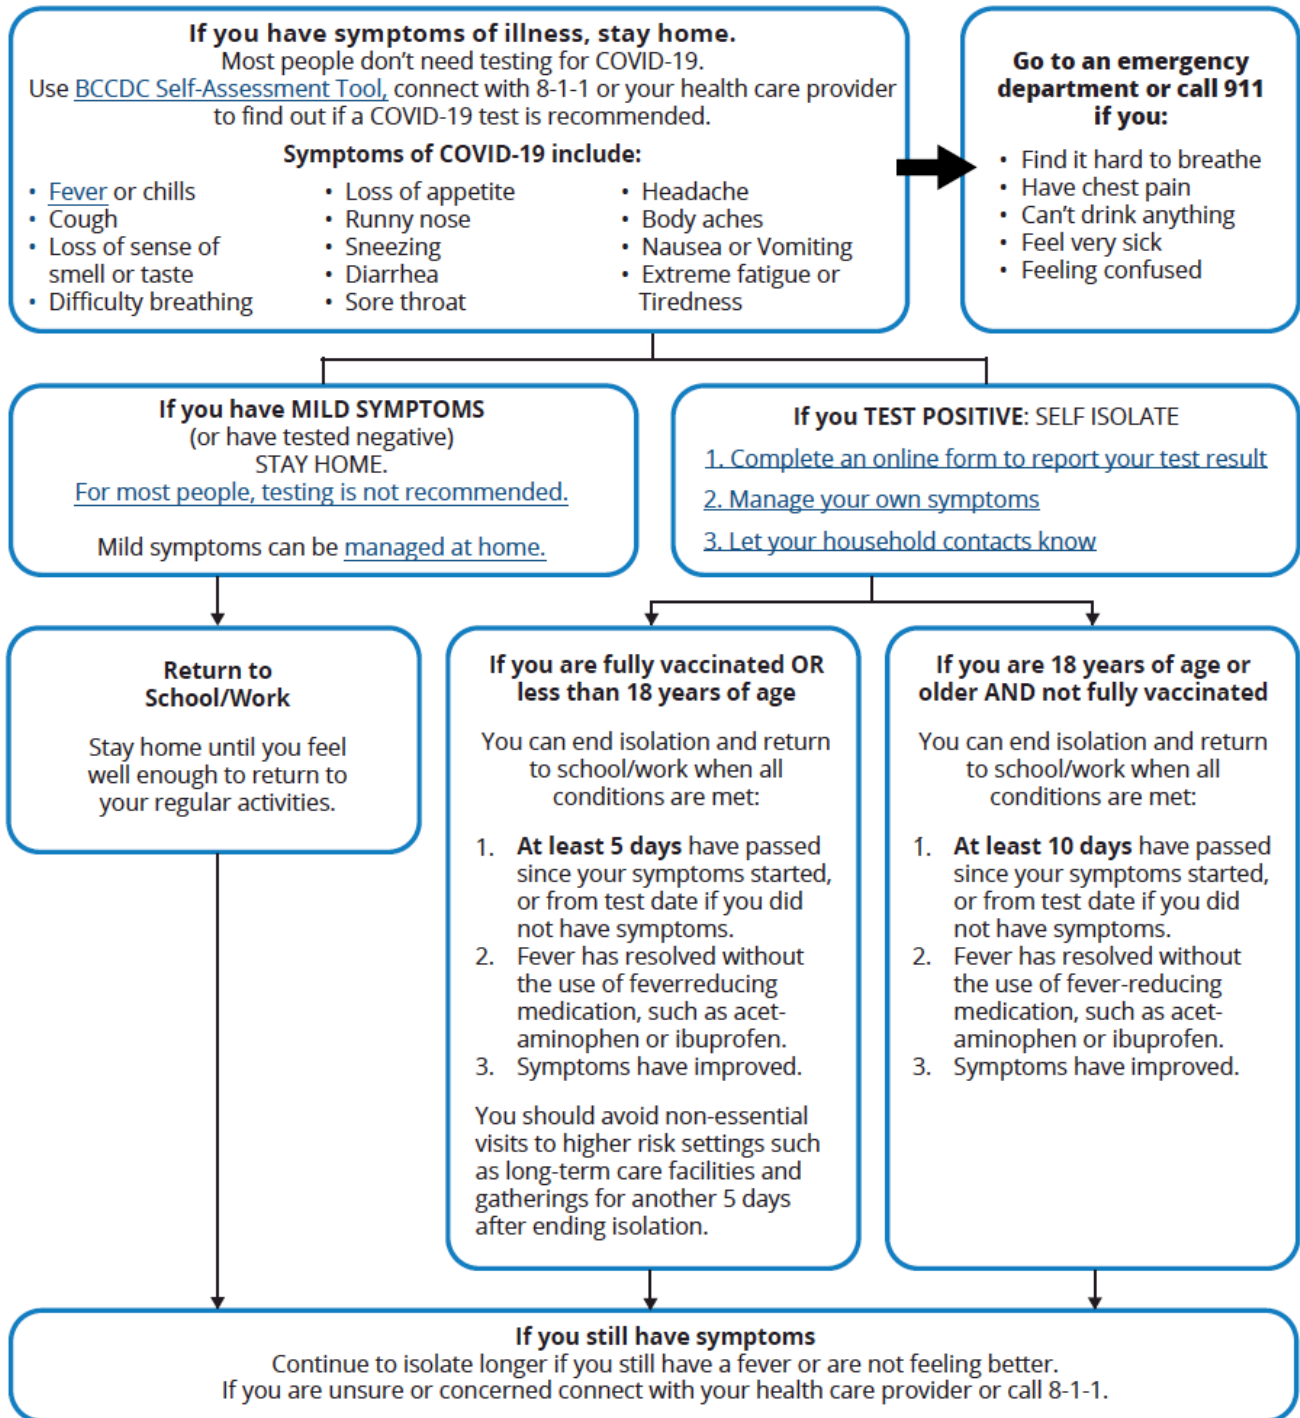 If you have symptoms of illness, stay home.
Most people don't need testing for COVID-19.
Use BCCDC Self-Assessment Tool, connect with 8-1-1 or your health care provider
to find out if a COVID-19 test is recommended.
Symptoms of COVID-19 include:
• Fever or chills
• Cough
• Loss of sense of
smell or taste
• Difficulty breathing
• Loss of appetite
• Runny nose
• Sneezing
• Diarrhea
• Sore throat
• Headache
• Body aches
• Nausea or Vomiting
• Extreme fatigue or
Tiredness
Go to an emergency
department or call 911
if you:
• Find it hard to breathe
• Have chest pain
• Can't drink anything
• Feel very sick
• Feeling confused
If you have MILD SYMPTOMS
(or have tested negative)
STAY HOME.
For most people, testing is not recommended.
Mild symptoms can be managed at home.
If you TEST POSITIVE: SELF ISOLATE
1. Complete an online form to report your test result
2. Manage your own symptoms
3. Let your household contacts know
Return to
School/Work
Stay home until you feel
well enough to return to
your regular activities.
If you are fully vaccinated OR
less than 18 years of age
You can end isolation and return
to school/work when all
conditions are met:
1. At least 5 days have passed
since your symptoms started,
or from test date if you did
not have symptoms.
2. Fever has resolved without
the use of feverreducing
medication, such as acet-
aminophen or ibuprofen.
3. Symptoms have improved.
You should avoid non-essential
visits to higher risk settings such
as long-term care facilities and
gatherings for another 5 days
after ending isolation.
If you are 18 years of age or
older AND not fully vaccinated
You can end isolation and return
to school/work when all
conditions are met:
1. At least 10 days have passed
since your symptoms started,
or from test date if you did
not have symptoms.
2. Fever has resolved without
the use of fever-reducing
medication, such as acet-
aminophen or ibuprofen.
3. Symptoms have improved.
If you still have symptoms
Continue to isolate longer if you still have a fever or are not feeling better.
If you are unsure or concerned connect with your health care provider or call 8-1-1.